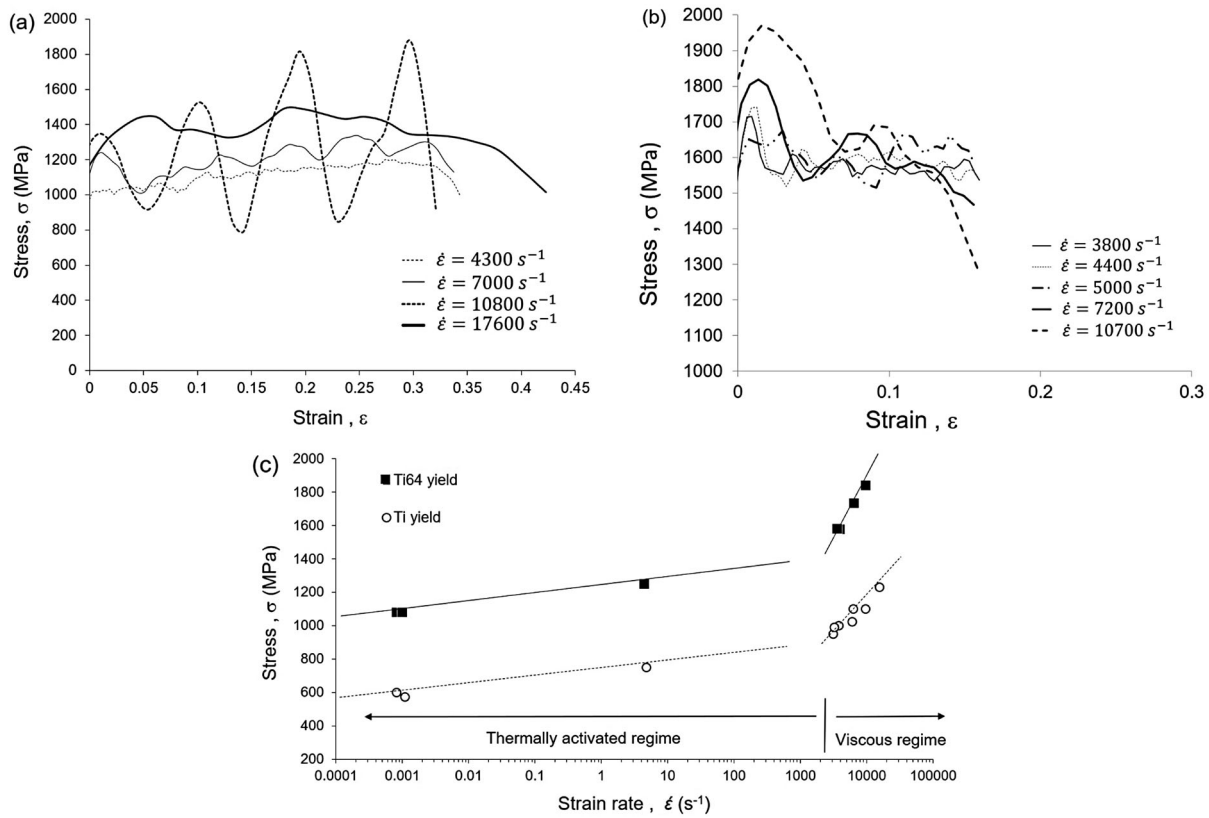 (a)
2000
1800
1600
1400
1200
1000
800
600
400
200
0
Stress, σ (MPa)
0 0.05 0.1 0.15 0.2 0.25 0.3 0.35 0.4 0.45
Strain , ε
ε̇ = 4300 s⁻¹
ε̇ = 7000 s⁻¹
ε̇ = 10800 s⁻¹
ε̇ = 17600 s⁻¹
(b)
2000
1900
1800
1700
1600
1500
1400
1300
1200
1100
1000
Stress , σ (MPa)
0 0.1 0.2 0.3
Strain , ε
ε̇ = 3800 s⁻¹
ε̇ = 4400 s⁻¹
ε̇ = 5000 s⁻¹
ε̇ = 7200 s⁻¹
ε̇ = 10700 s⁻¹
(c)
2000
1800
1600
1400
1200
1000
800
600
400
200
Stress, σ (MPa)
Ti64 yield
Ti yield
Thermally activated regime
Viscous regime
0.0001 0.001 0.01 0.1 1 10 100 1000 10000 100000
Strain rate , ε̇ (s⁻¹)